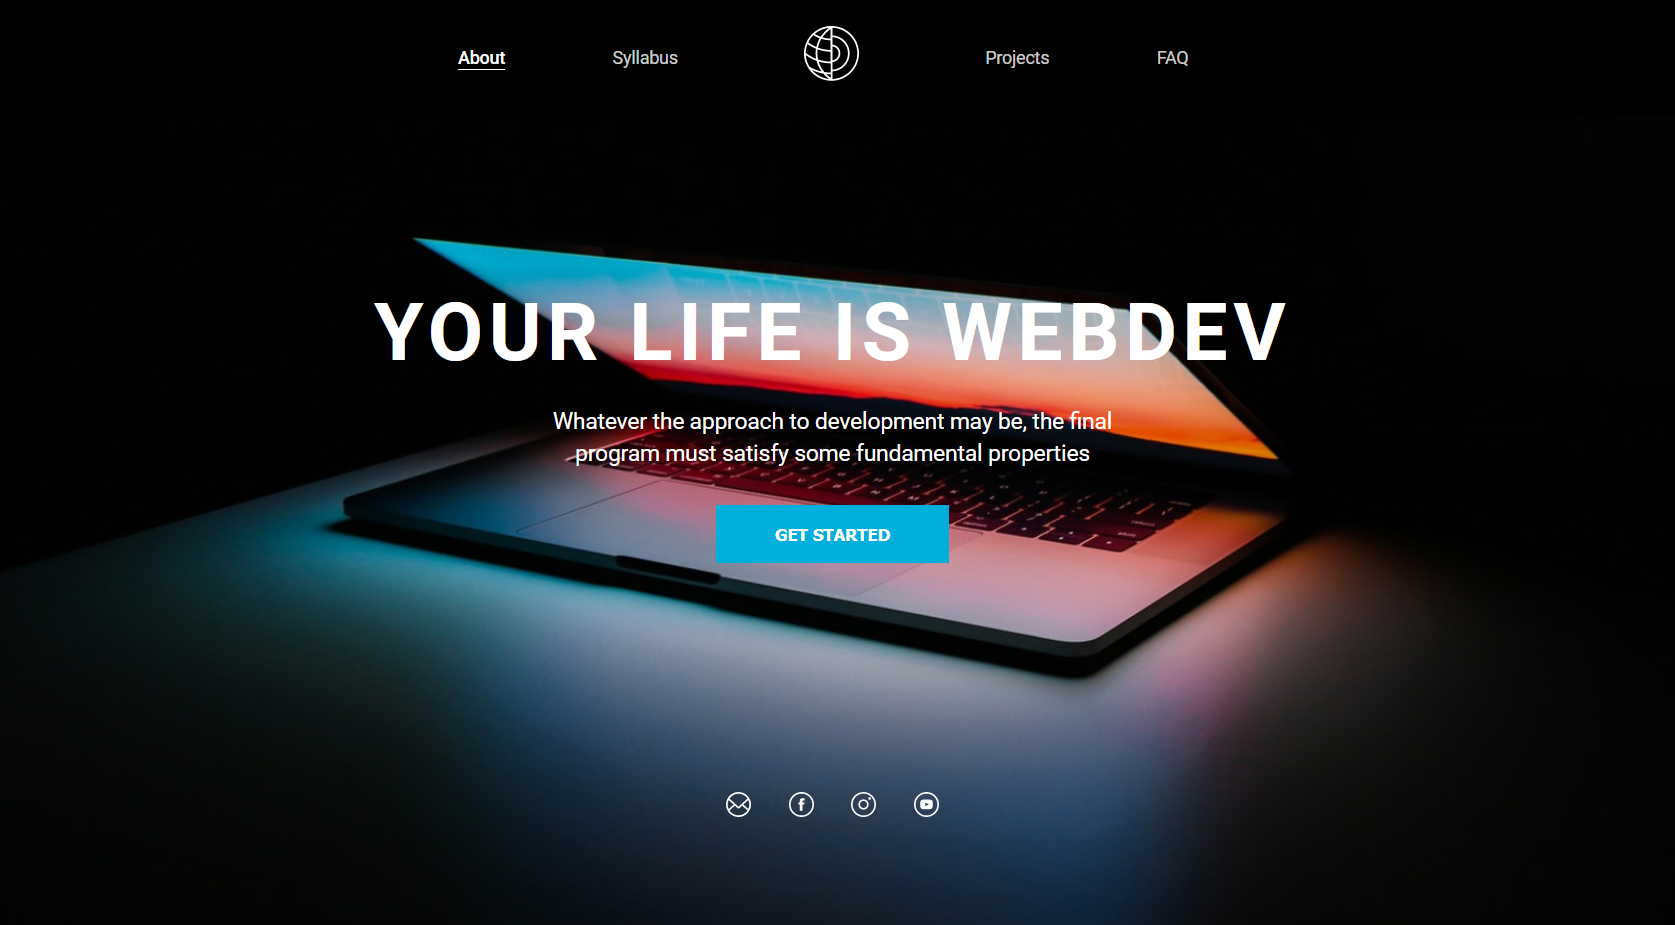 About Syllabus Projects FAQ
YOUR LIFE IS WEBDEV
Whatever the approach to development may be, the final
program must satisfy some fundamental properties
GET STARTED